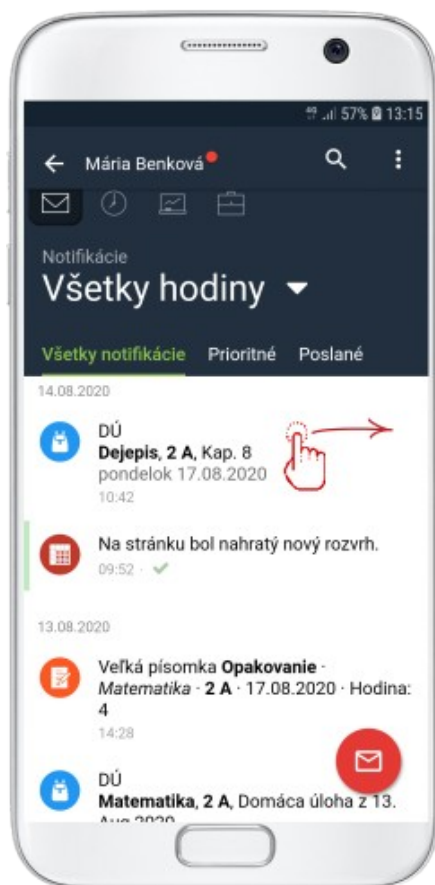 57% 13:15
Mária Benková
Notifikácie
Všetky hodiny
Všetky notifikácie Prioritné Poslané
14.08.2020
DÚ
Dejepis, 2 A, Kap. 8
pondelok 17.08.2020
10:42
Na stránku bol nahratý nový rozvrh.
09:52 ·
13.08.2020
Veľká písomka Opakovanie ·
Matematika · 2 A · 17.08.2020 · Hodina:
4
14:28
DÚ
Matematika, 2 A, Domáca úloha z 13.
Aug 2020